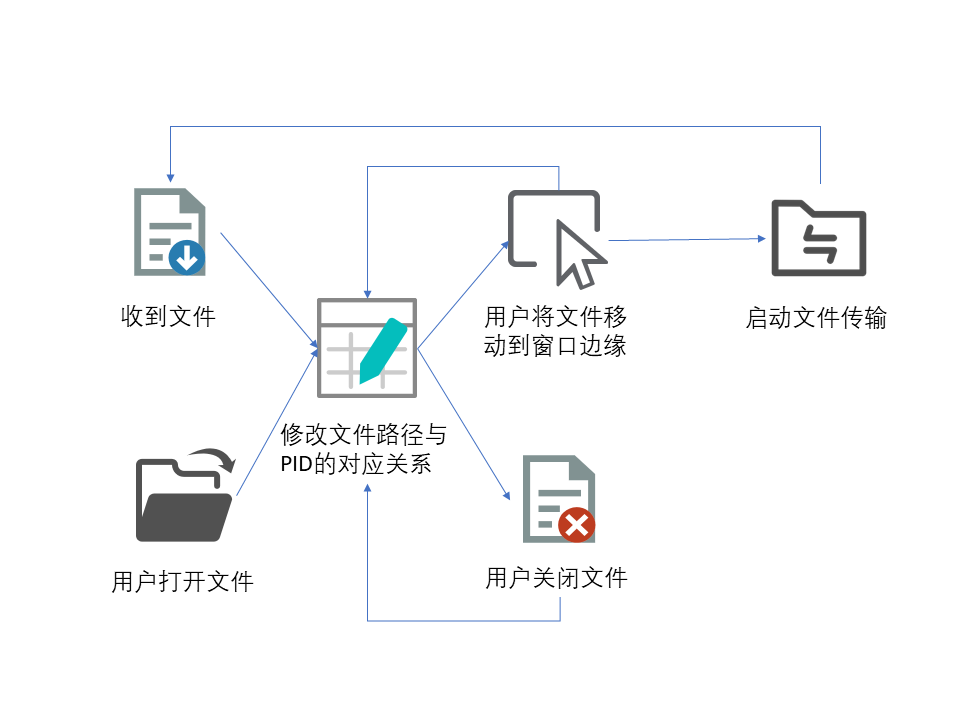 收到文件
用户将文件移
动到窗口边缘
启动文件传输
修改文件路径与
PID的对应关系
用户打开文件
用户关闭文件